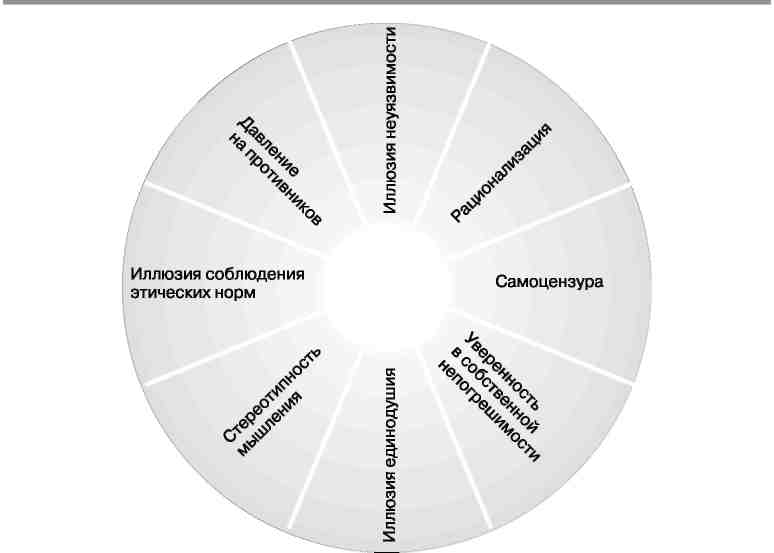 Иллюзия неуязвимости
Рационализация
Самоцензура
Уверенность
в собственной
непогрешимости
Иллюзия единодушия
Стереотипность
мышления
Иллюзия соблюдения
этических норм
Давление
на противников